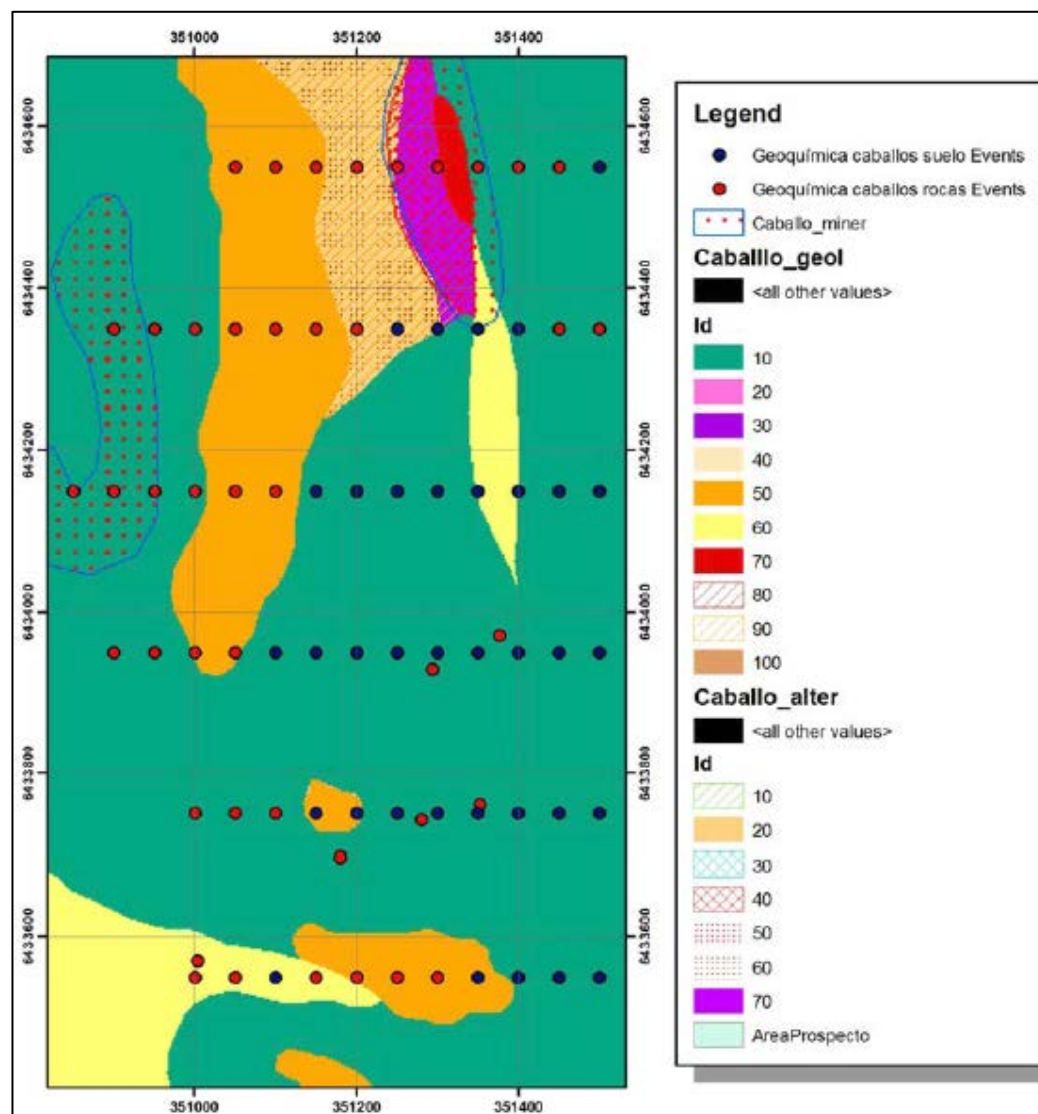 351000 351200 351400
6434600
6434400
6434200
6434000
6433800
6433600
6434600
6434400
6434200
6434000
6433800
6433600
351000 351200 351400
Legend
Geoquímica caballos suelo Events
Geoquímica caballos rocas Events
Caballo_miner
Caballlo_geol
<all other values>
Id
10
20
30
40
50
60
70
80
90
100
Caballo_alter
<all other values>
Id
10
20
30
40
50
60
70
AreaProspecto